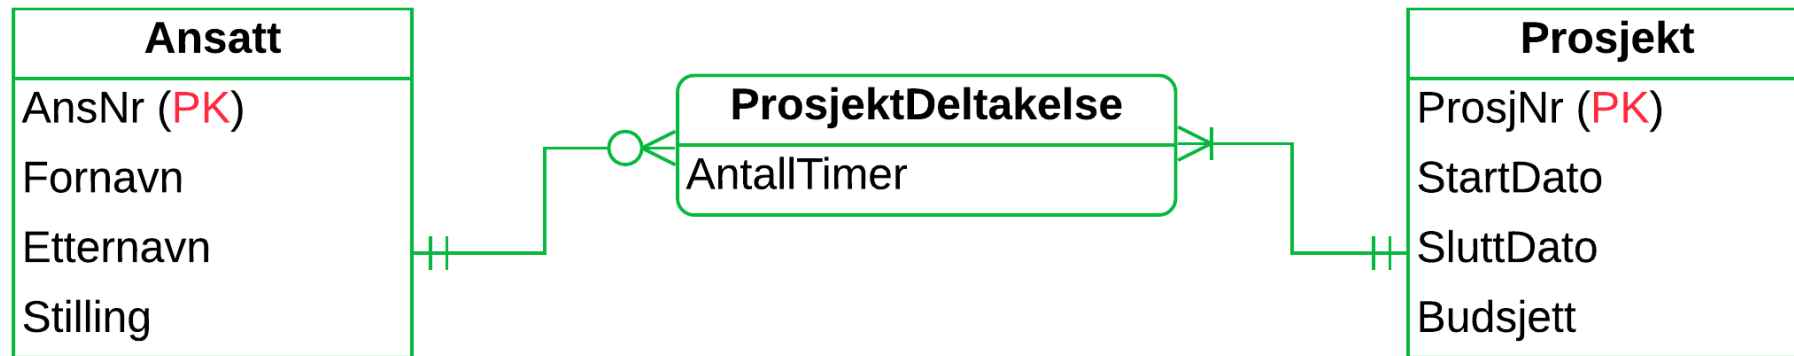 Ansatt
AnsNr (PK)
Fornavn
Etternavn
Stilling
ProsjektDeltakelse
AntallTimer
Prosjekt
ProsjNr (PK)
StartDato
SluttDato
Budsjett